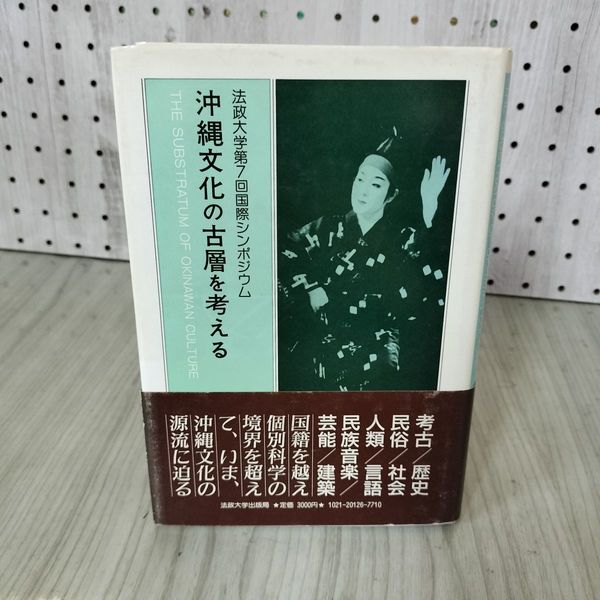 法政大学第7回国際シンポジウム
沖縄文化の古層を考える
THE SUBSTRATUM OF OKINAWAN CULTURE
考古／歴史
民俗／社会
人類／言語
民族音楽／
芸能／建築
国籍を越え
個別科学の
境界を超え
て、いま、
沖縄文化の
源流に迫る
法政大学出版局 ★定価 3000円★ 1021-20126-7710